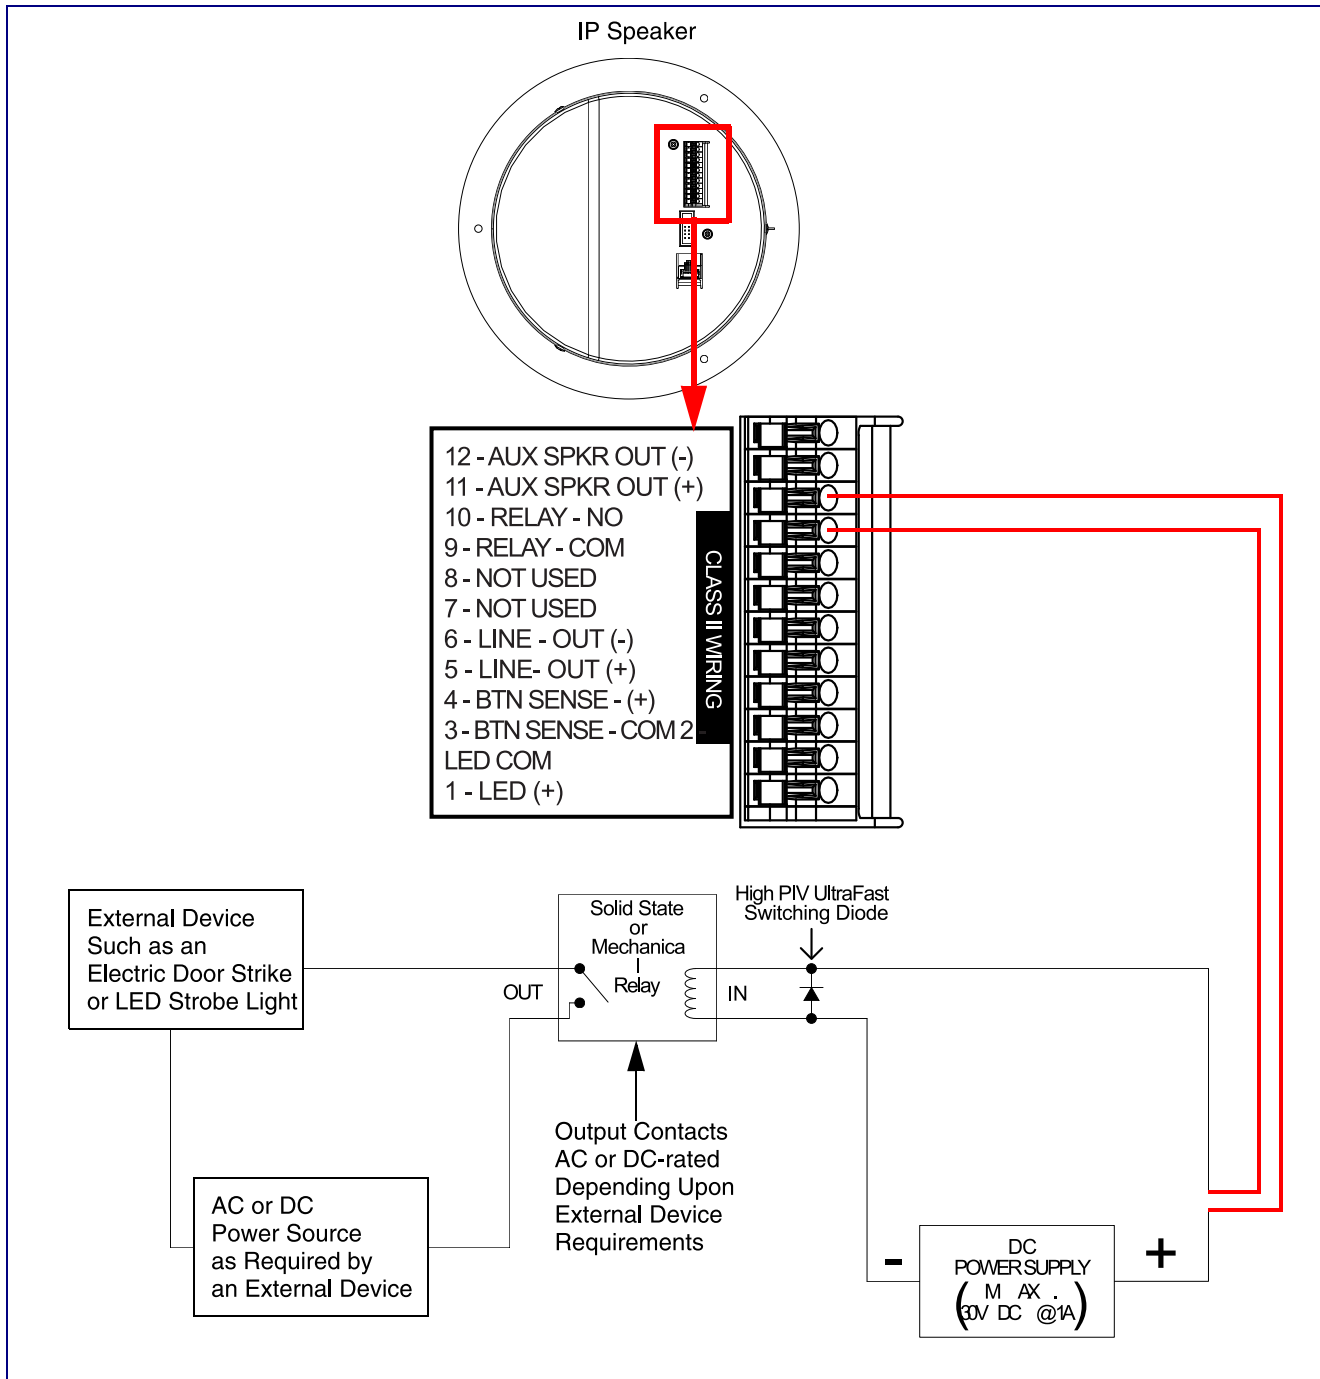 IP Speaker
12 - AUX SPKR OUT (-)
11 - AUX SPKR OUT (+)
10 - RELAY - NO
9 - RELAY - COM
8 - NOT USED
7 - NOT USED
6 - LINE - OUT (-)
5 - LINE- OUT (+)
4 - BTN SENSE - (+)
3 - BTN SENSE - COM 2 -
LED COM
1 - LED (+)
CLASS II WIRING
External Device
Such as an
Electric Door Strike
or LED Strobe Light
Solid State
or
Mechanica
l
Relay
OUT
IN
High PIV UltraFast
Switching Diode
Output Contacts
AC or DC-rated
Depending Upon
External Device
Requirements
AC or DC
Power Source
as Required by
an External Device
-
+
DC
POWER SUPPLY
( M AX .
30V DC @1A )